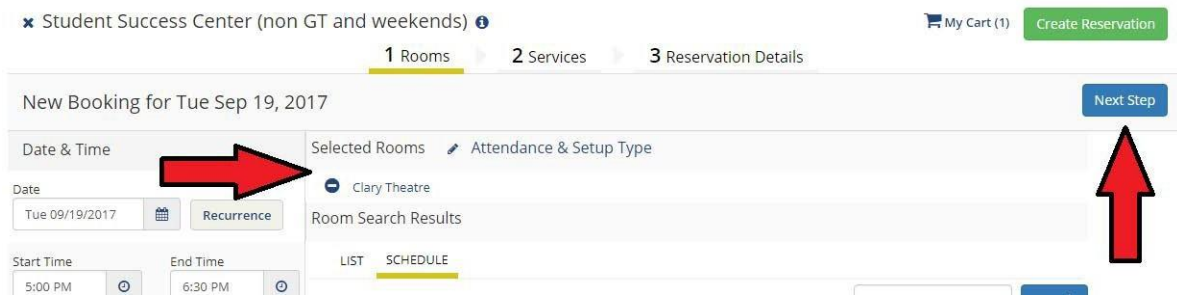 × Student Success Center (non GT and weekends)
My Cart (1)
Create Reservation
1 Rooms
2 Services
3 Reservation Details
New Booking for Tue Sep 19, 2017
Next Step
Date & Time
Selected Rooms
Attendance & Setup Type
Date
Clary Theatre
Tue 09/19/2017
Recurrence
Room Search Results
Start Time
End Time
LIST
SCHEDULE
5:00 PM
6:30 PM